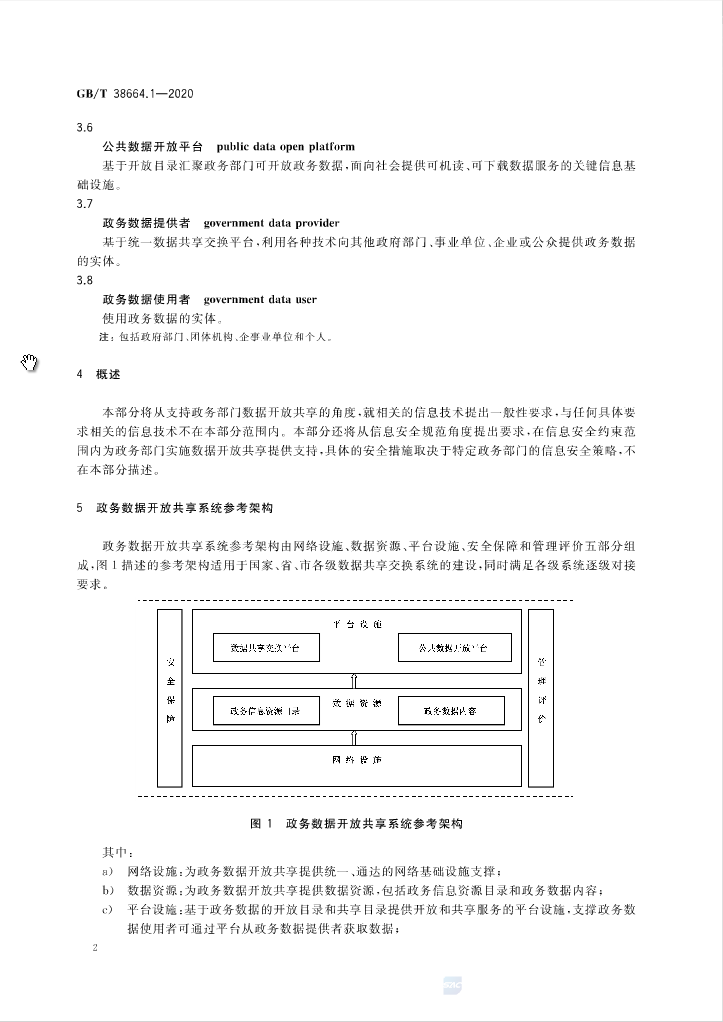 GB/T 38664.1—2020
3.6
公共数据开放平台 public data open platform
基于开放目录汇聚政务部门可开放政务数据,面向社会提供可机读、可下载数据服务的关键信息基
础设施。
3.7
政务数据提供者 government data provider
基于统一数据共享交换平台,利用各种技术向其他政府部门、事业单位、企业或公众提供政务数据
的实体。
3.8
政务数据使用者 government data user
使用政务数据的实体。
注:包括政府部门、团体机构、企事业单位和个人。
4 概述
本部分将从支持政务部门数据开放共享的角度,就相关的信息技术提出一般性要求,与任何具体要
求相关的信息技术不在本部分范围内。本部分还将从信息安全规范角度提出要求,在信息安全约束范
围内为政务部门实施数据开放共享提供支持,具体的安全措施取决于特定政务部门的信息安全策略,不
在本部分描述。
5 政务数据开放共享系统参考架构
政务数据开放共享系统参考架构由网络设施、数据资源、平台设施、安全保障和管理评价五部分组
成,图 1 描述的参考架构适用于国家、省、市各级数据共享交换系统的建设,同时满足各级系统逐级对接
要求。
安全保障
平台设施
数据共享交换平台
公共数据开放平台
数据资源
政务信息资源目录
政务数据内容
网络设施
管理评价
图 1 政务数据开放共享系统参考架构
其中:
a) 网络设施:为政务数据开放共享提供统一、通达的网络基础设施支撑;
b) 数据资源:为政务数据开放共享提供数据资源,包括政务信息资源目录和政务数据内容;
c) 平台设施:基于政务数据的开放目录和共享目录提供开放和共享服务的平台设施,支撑政务数
据使用者可通过平台从政务数据提供者获取数据;
2
SAC